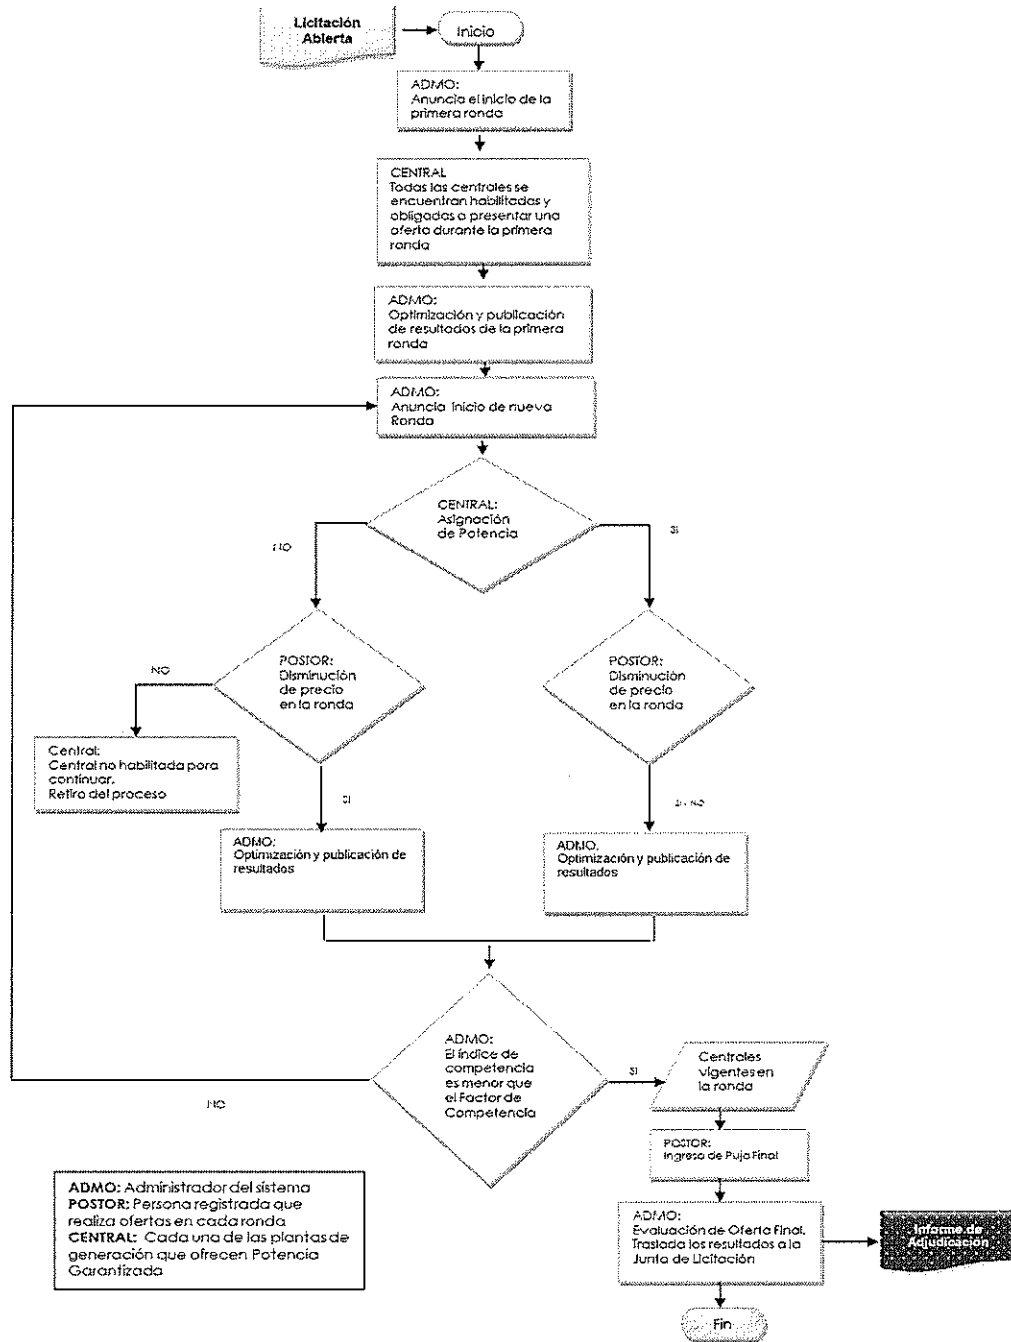 Licitación
Abierta
Inicio
ADMO:
Anuncia el inicio de la
primera ronda
CENTRAL
Todas las centrales se
encuentran habilitadas y
obligadas a presentar una
oferta durante la primera
ronda
ADMO:
Optimización y publicación
de resultados de la primera
ronda
ADMO:
Anuncia inicio de nueva
Ronda
CENTRAL:
Asignación
de Potencia
NO
SI
POSTOR:
Disminución
de precio
en la ronda
POSTOR:
Disminución
de precio
en la ronda
NO
Central:
Central no habilitada para
continuar.
Retiro del proceso
SI
SI - NO
ADMO:
Optimización y publicación de
resultados
ADMO.
Optimización y publicación de
resultados
ADMO:
El índice de
competencia
es menor que
el Factor de
Competencia
SI
NO
Centrales
vigentes en
la ronda
POSTOR:
Ingreso de Puja Final
ADMO:
Evaluación de Oferta Final.
Traslada los resultados a la
Junta de Licitación
Informe de
Adjudicación
Fin
ADMO: Administrador del sistema
POSTOR: Persona registrada que
realiza ofertas en cada ronda
CENTRAL: Cada una de las plantas de
generación que ofrecen Potencia
Garantizada